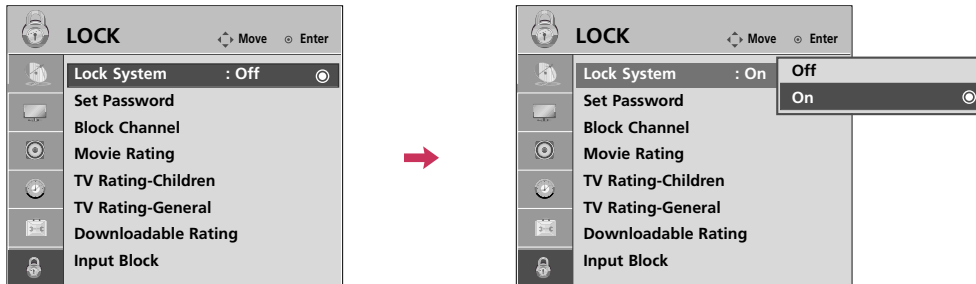 LOCK
Move
Enter
Lock System : Off
Set Password
Block Channel
Movie Rating
TV Rating-Children
TV Rating-General
Downloadable Rating
Input Block
LOCK
Move
Enter
Lock System : On
Set Password
Block Channel
Movie Rating
TV Rating-Children
TV Rating-General
Downloadable Rating
Input Block
Off
On